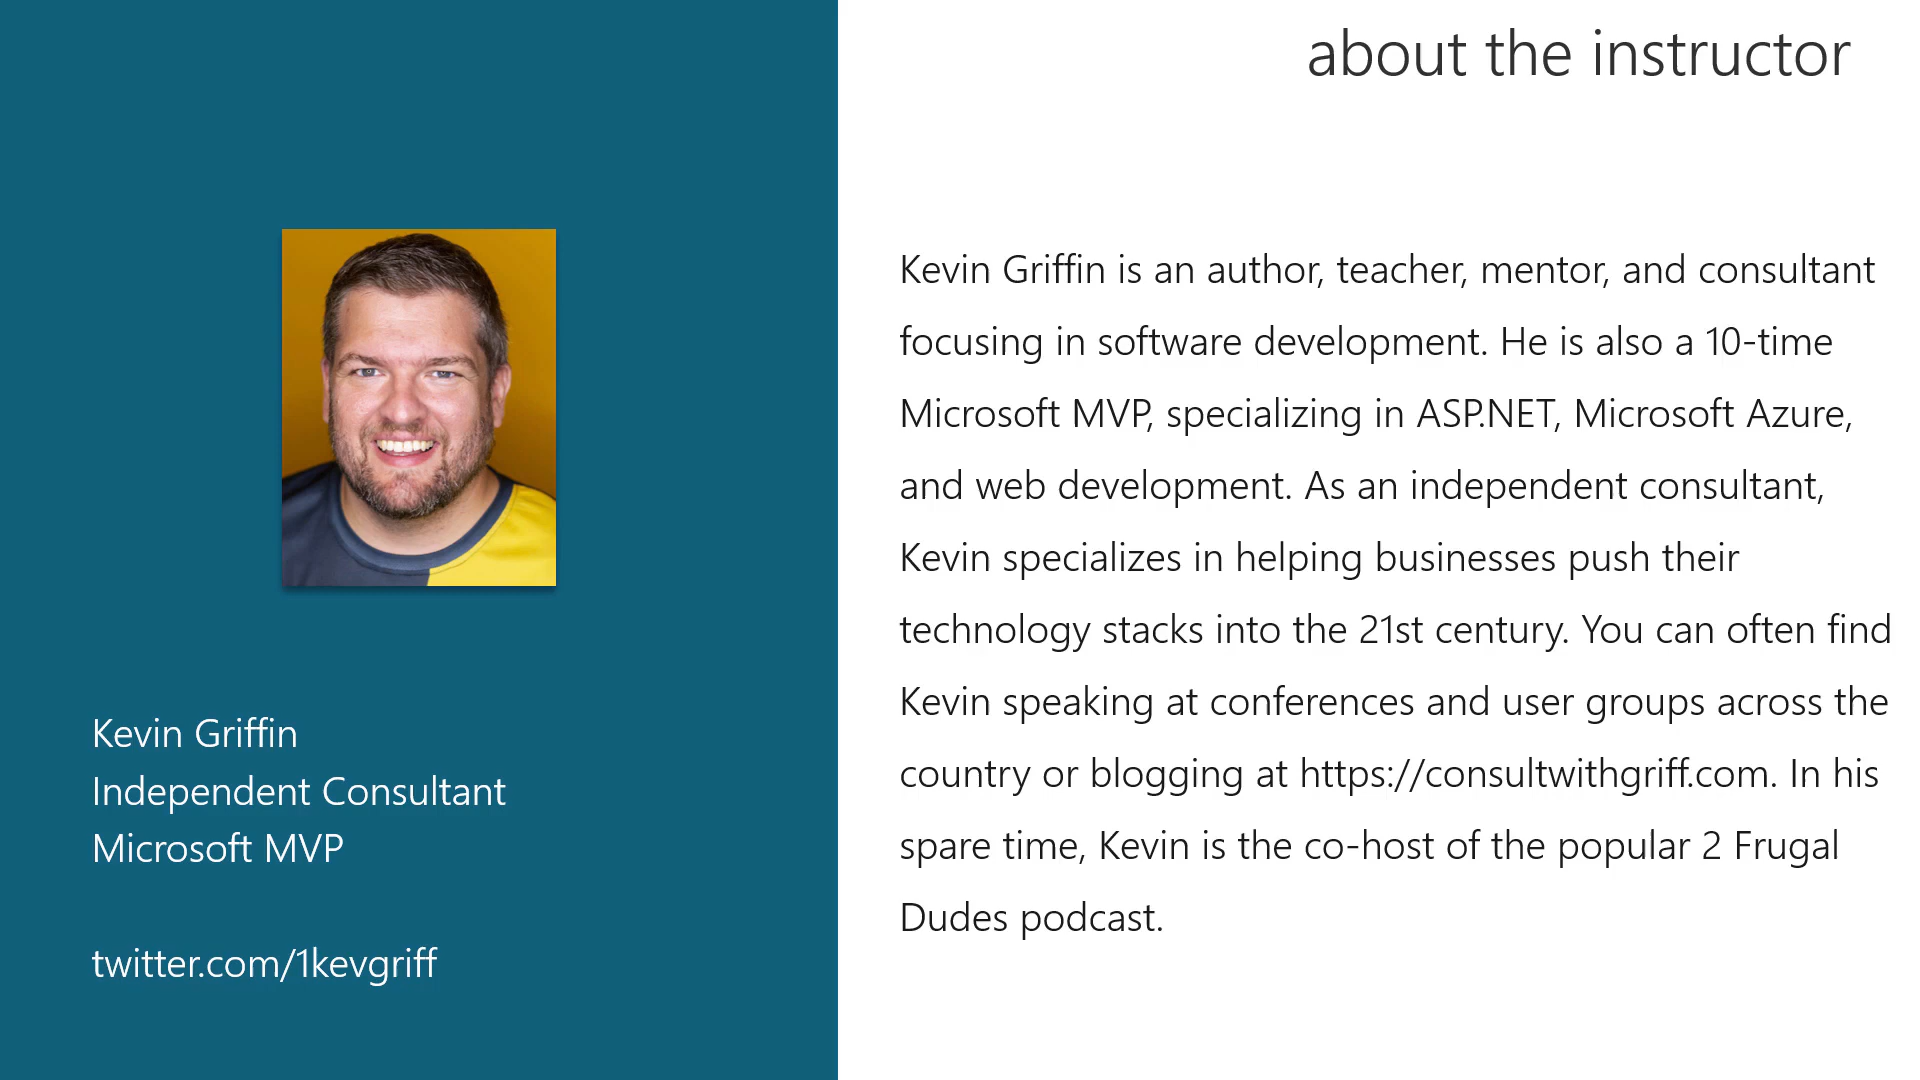 about the instructor
Kevin Griffin is an author, teacher, mentor, and consultant
focusing in software development. He is also a 10-time
Microsoft MVP, specializing in ASP.NET, Microsoft Azure,
and web development. As an independent consultant,
Kevin specializes in helping businesses push their
technology stacks into the 21st century. You can often find
Kevin speaking at conferences and user groups across the
country or blogging at https://consultwithgriff.com. In his
spare time, Kevin is the co-host of the popular 2 Frugal
Dudes podcast.
Kevin Griffin
Independent Consultant
Microsoft MVP
twitter.com/1kevgriff